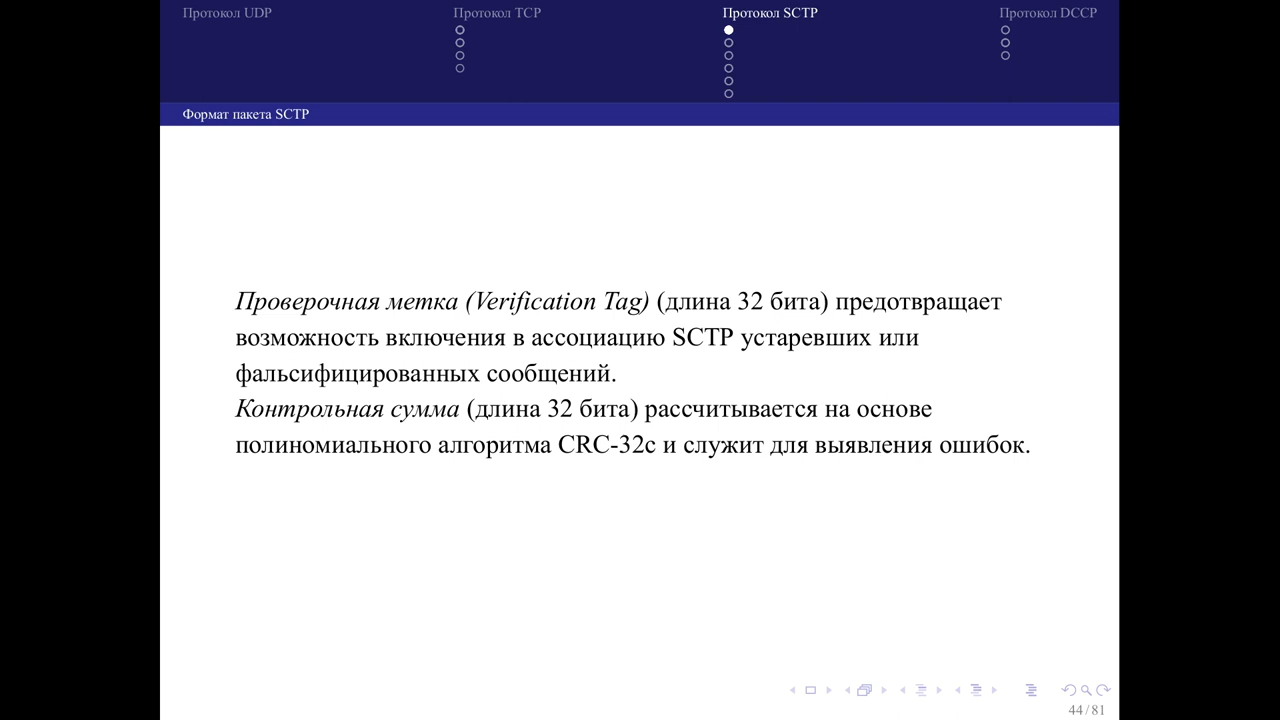 Протокол UDP
Протокол TCP
Протокол SCTP
Протокол DCCP
Формат пакета SCTP
Проверочная метка (Verification Tag) (длина 32 бита) предотвращает
возможность включения в ассоциацию SCTP устаревших или
фальсифицированных сообщений.
Контрольная сумма (длина 32 бита) рассчитывается на основе
полиномиального алгоритма CRC-32c и служит для выявления ошибок.
44 / 81